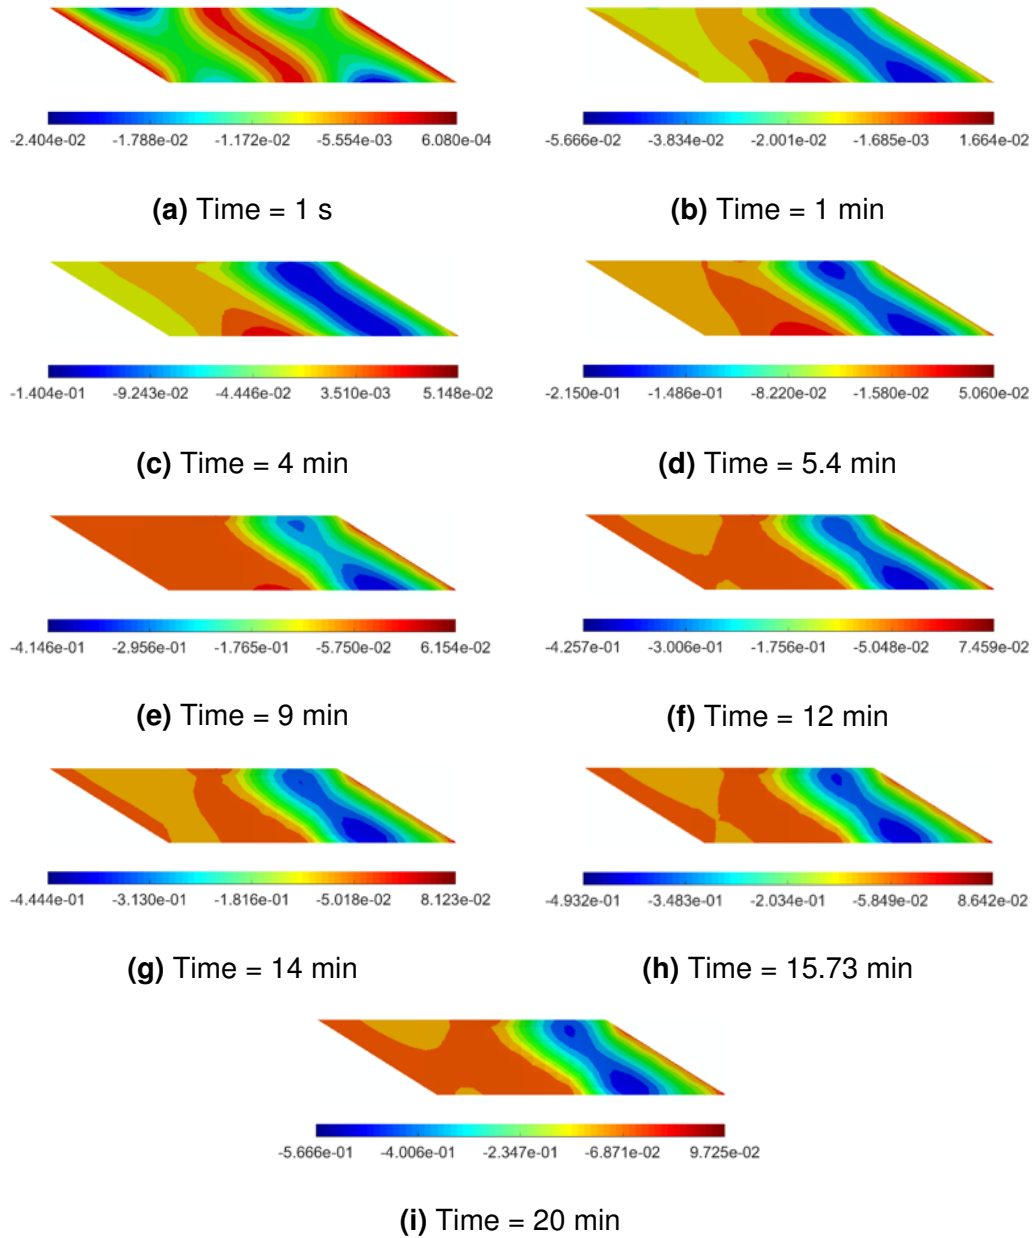 -2.404e-02 -1.788e-02 -1.172e-02 -5.554e-03 6.080e-04
-5.666e-02 -3.834e-02 -2.001e-02 -1.685e-03 1.664e-02
(a) Time = 1 s
(b) Time = 1 min
-1.404e-01 -9.243e-02 -4.446e-02 3.510e-03 5.148e-02
-2.150e-01 -1.486e-01 -8.220e-02 -1.580e-02 5.060e-02
(c) Time = 4 min
(d) Time = 5.4 min
-4.146e-01 -2.956e-01 -1.765e-01 -5.750e-02 6.154e-02
-4.257e-01 -3.006e-01 -1.756e-01 -5.048e-02 7.459e-02
(e) Time = 9 min
(f) Time = 12 min
-4.444e-01 -3.130e-01 -1.816e-01 -5.018e-02 8.123e-02
-4.932e-01 -3.483e-01 -2.034e-01 -5.849e-02 8.642e-02
(g) Time = 14 min
(h) Time = 15.73 min
-5.666e-01 -4.006e-01 -2.347e-01 -6.871e-02 9.725e-02
(i) Time = 20 min